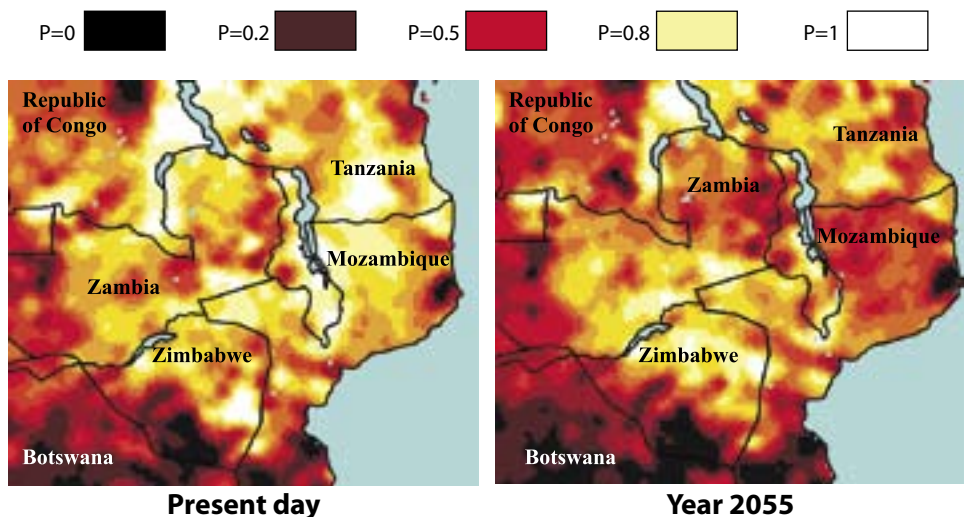 P=0 P=0.2 P=0.5 P=0.8 P=1
Republic
of Congo
Tanzania
Mozambique
Zambia
Zimbabwe
Botswana
Present day
Republic
of Congo
Tanzania
Zambia
Mozambique
Zimbabwe
Botswana
Year 2055